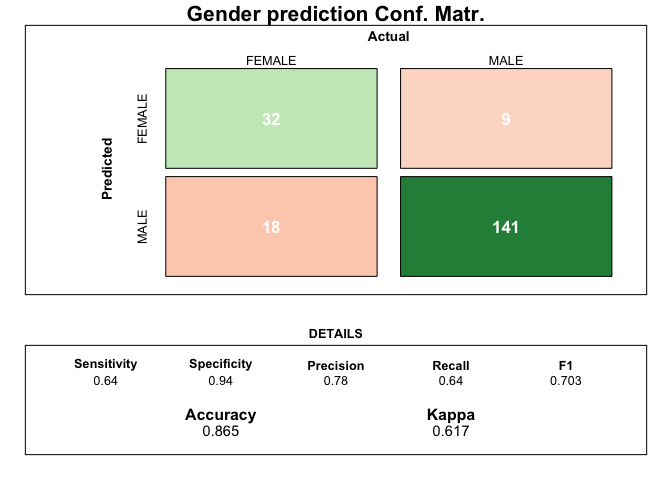 Gender prediction Conf. Matr.
Actual
FEMALE MALE
Predicted
FEMALE
32 9
MALE
18 141
DETAILS
Sensitivity Specificity Precision Recall F1
0.64 0.94 0.78 0.64 0.703
Accuracy Kappa
0.865 0.617